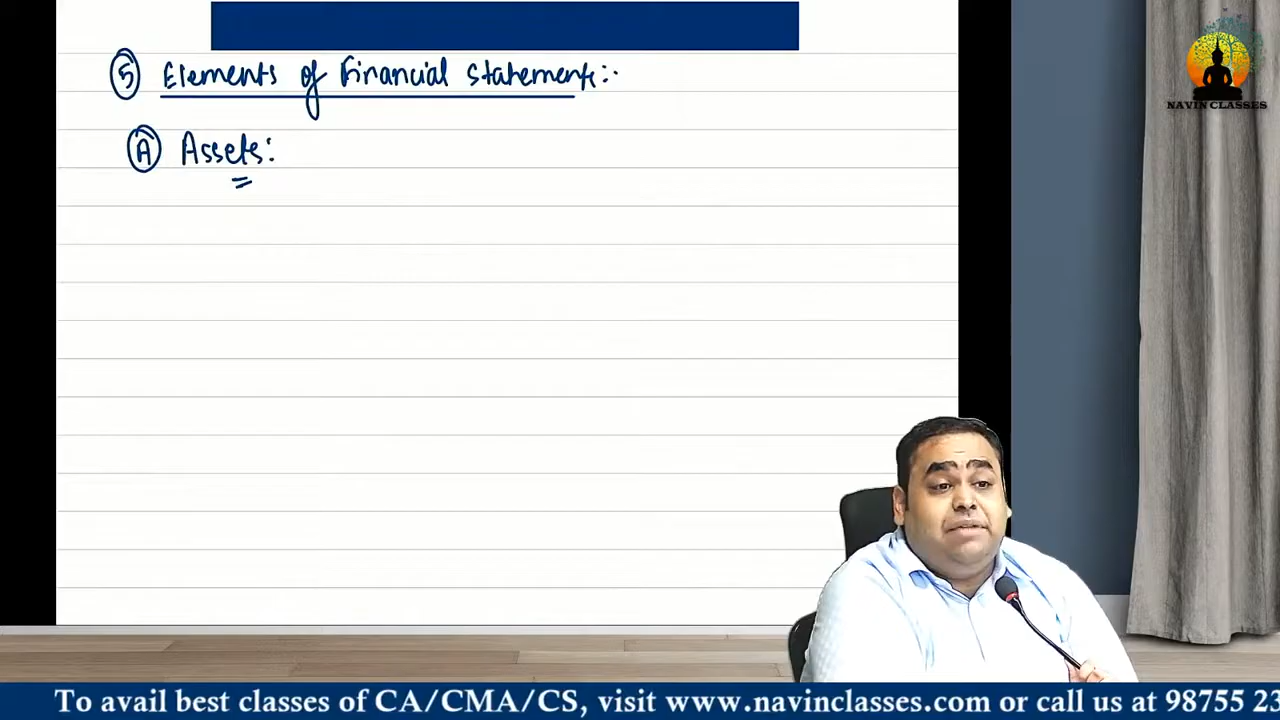 ⑤ Elements of Financial Statements:-
Ⓐ Assets:
NAVIN CLASSES
To avail best classes of CA/CMA/CS, visit www.navinclasses.com or call us at 98755 23